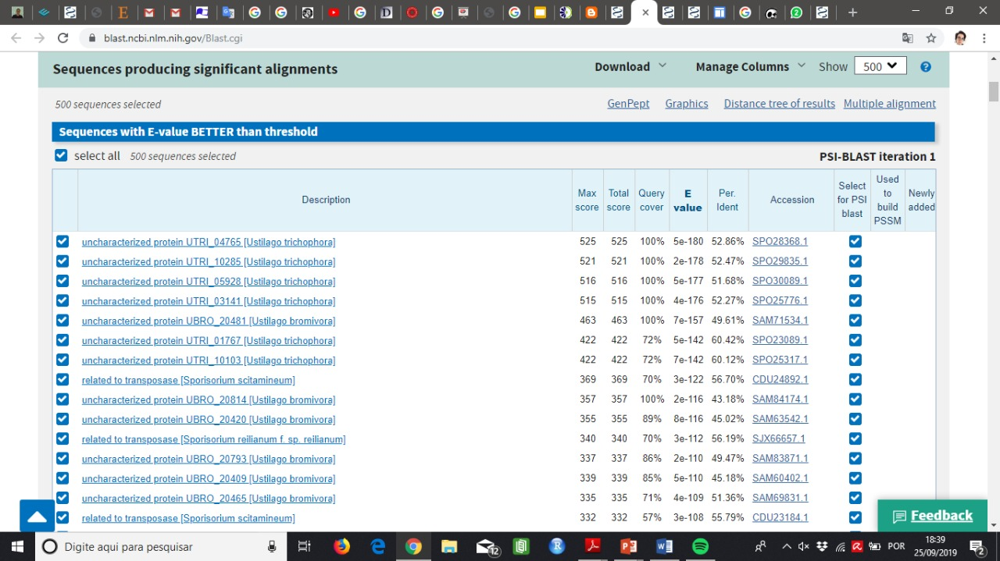 blast.ncbi.nlm.nih.gov/Blast.cgi
Sequences producing significant alignments Download Manage Columns Show 500
500 sequences selected GenPept Graphics Distance tree of results Multiple alignment
Sequences with E-value BETTER than threshold
select all 500 sequences selected PSI-BLAST iteration 1
Description Max score Total score Query cover E value Per. Ident Accession Select for PSI blast Used to build PSSM Newly added
uncharacterized protein UTRI_04765 [Ustilago trichophora] 525 525 100% 5e-180 52.86% SPO28368.1
uncharacterized protein UTRI_10285 [Ustilago trichophora] 521 521 100% 2e-178 52.47% SPO29835.1
uncharacterized protein UTRI_05928 [Ustilago trichophora] 516 516 100% 5e-177 51.68% SPO30089.1
uncharacterized protein UTRI_03141 [Ustilago trichophora] 515 515 100% 4e-176 52.27% SPO25776.1
uncharacterized protein UBRO_20481 [Ustilago bromivora] 463 463 100% 7e-157 49.61% SAM71534.1
uncharacterized protein UTRI_01767 [Ustilago trichophora] 422 422 72% 5e-142 60.42% SPO23089.1
uncharacterized protein UTRI_10103 [Ustilago trichophora] 422 422 72% 7e-142 60.12% SPO25317.1
related to transposase [Sporisorium scitamineum] 369 369 70% 3e-122 56.70% CDU24892.1
uncharacterized protein UBRO_20814 [Ustilago bromivora] 357 357 100% 2e-116 43.18% SAM84174.1
uncharacterized protein UBRO_20420 [Ustilago bromivora] 355 355 89% 8e-116 45.02% SAM63542.1
related to transposase [Sporisorium reilianum f. sp. reilianum] 340 340 70% 3e-112 56.19% SJX66657.1
uncharacterized protein UBRO_20793 [Ustilago bromivora] 337 337 86% 2e-110 49.47% SAM83871.1
uncharacterized protein UBRO_20409 [Ustilago bromivora] 339 339 85% 5e-110 45.18% SAM60402.1
uncharacterized protein UBRO_20465 [Ustilago bromivora] 335 335 71% 4e-109 51.36% SAM69831.1
related to transposase [Sporisorium scitamineum] 332 332 57% 3e-108 55.79% CDU23184.1
Feedback
Digite aqui para pesquisar 12 POR 18:39
25/09/2019 2